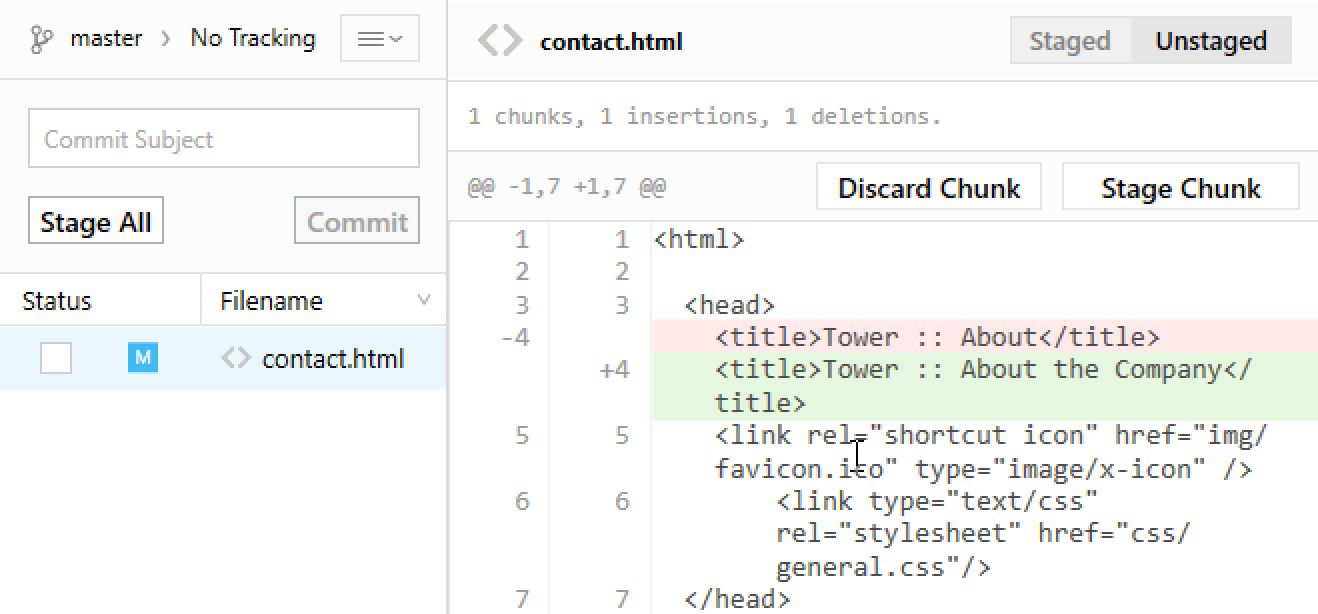 master > No Tracking
Commit Subject
Stage All Commit
Status Filename
M <> contact.html
<> contact.html Staged Unstaged
1 chunks, 1 insertions, 1 deletions.
@@ -1,7 +1,7 @@ Discard Chunk Stage Chunk
1 1 <html>
2 2
3 3 <head>
-4 <title>Tower :: About</title>
+4 <title>Tower :: About the Company</
title>
5 5 <link rel="shortcut icon" href="img/
favicon.ico" type="image/x-icon" />
6 6 <link type="text/css"
rel="stylesheet" href="css/
general.css"/>
7 7 </head>